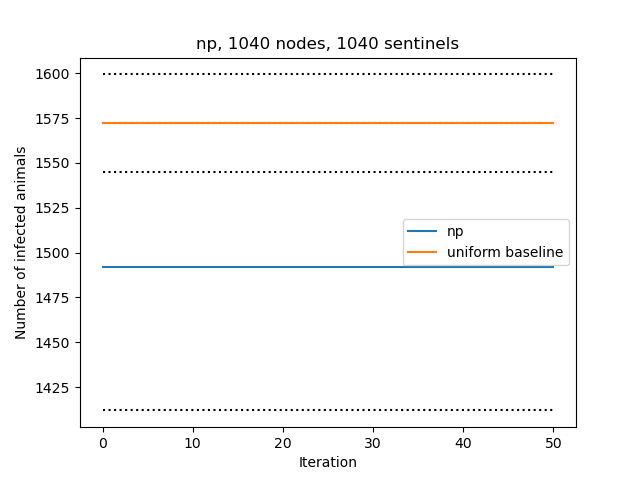 np, 1040 nodes, 1040 sentinels
Number of infected animals
1600
1575
1550
1525
1500
1475
1450
1425
np
uniform baseline
0 10 20 30 40 50
Iteration